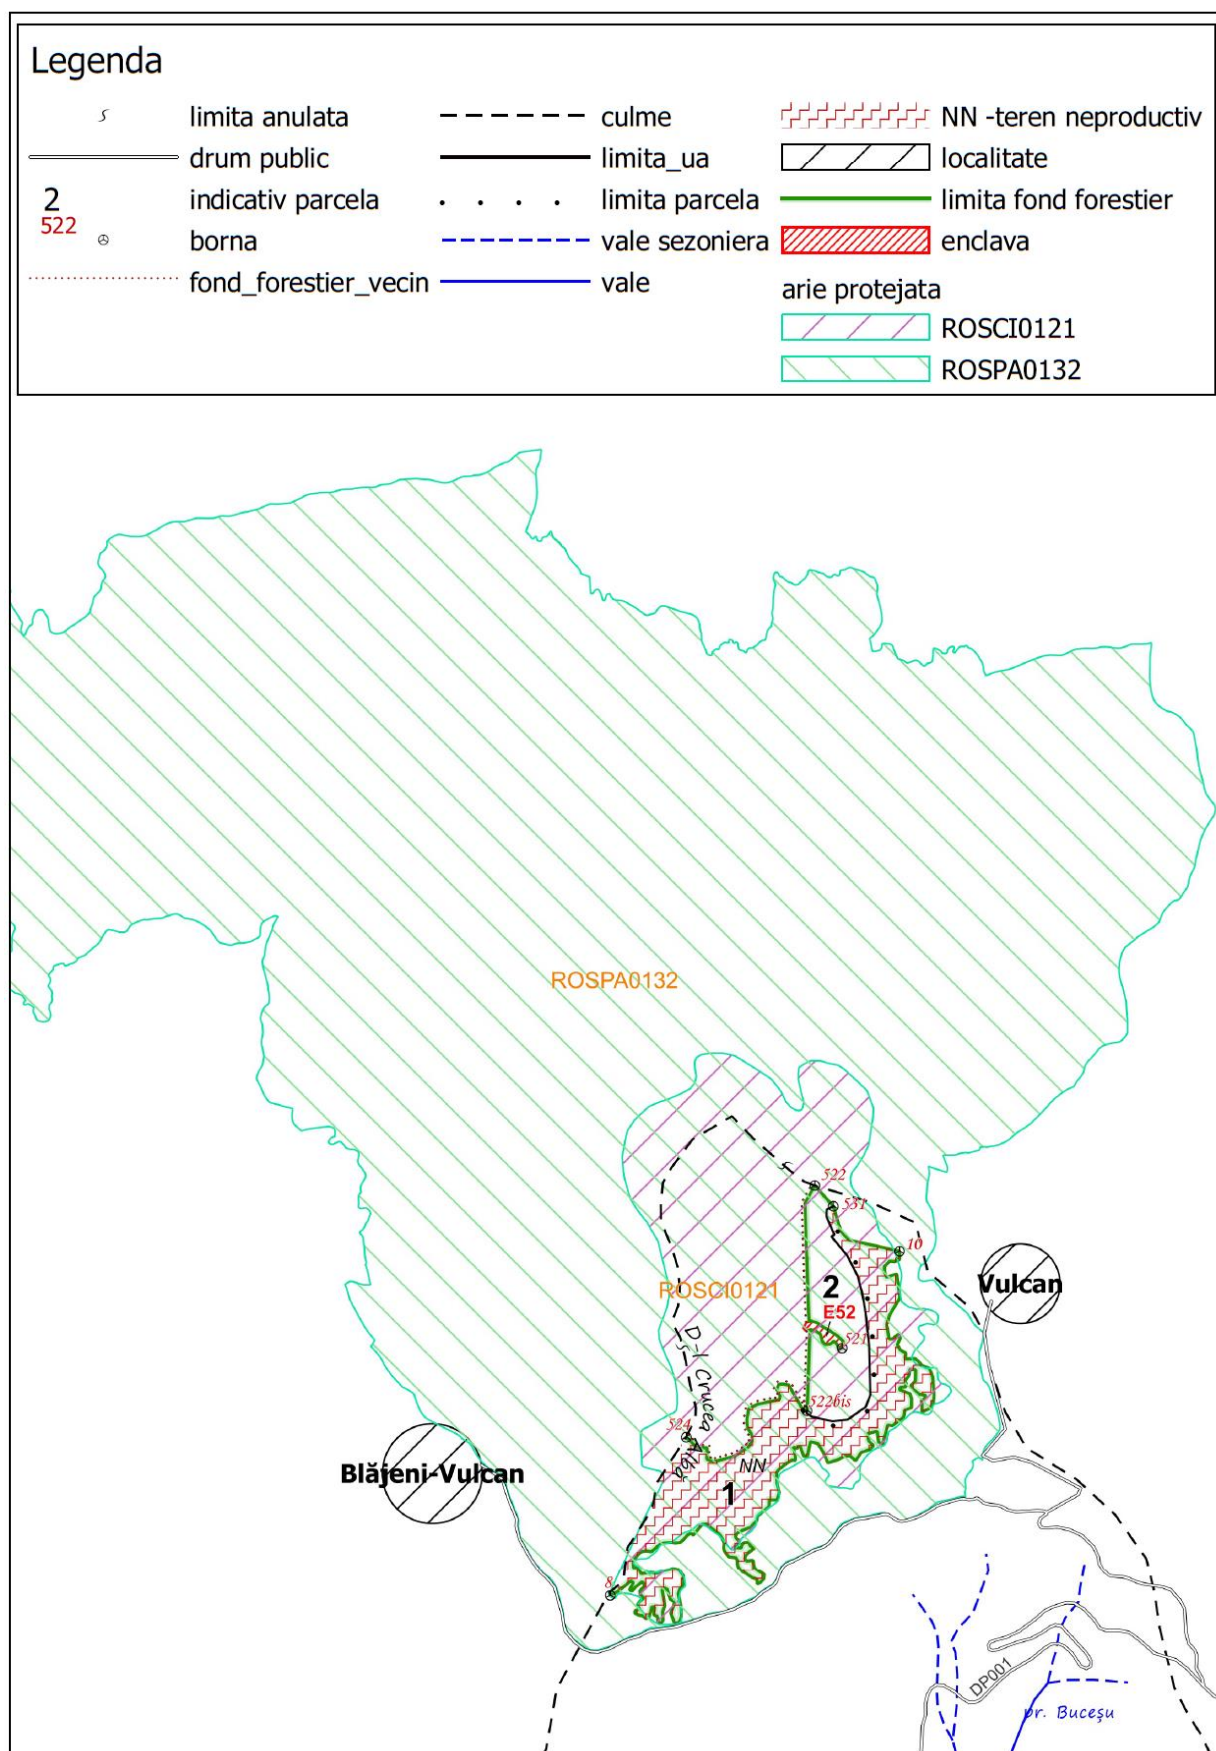 Legenda
limita anulata
drum public
2
522
indicativ parcela
borna
fond_forestier_vecin
culme
limita_ua
limita parcela
vale sezoniera
vale
NN -teren neproductiv
localitate
limita fond forestier
enclava
arie protejata
ROSCI0121
ROSPA0132
ROSPA0132
522
531
10
2
E52
521
ROSCI0121
Vulcan
D-l Crucea Alba
522bis
524
NN
1
Blăjeni-Vulcan
8
DP001
pr. Buceșu